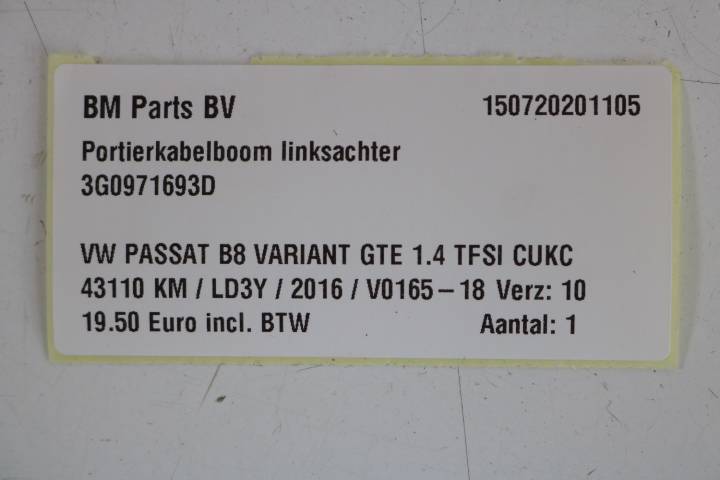 BM Parts BV 150720201105
Portierkabelboom linksachter
3G0971693D
VW PASSAT B8 VARIANT GTE 1.4 TFSI CUKC
43110 KM / LD3Y / 2016 / V0165-18 Verz: 10
19.50 Euro incl. BTW Aantal: 1